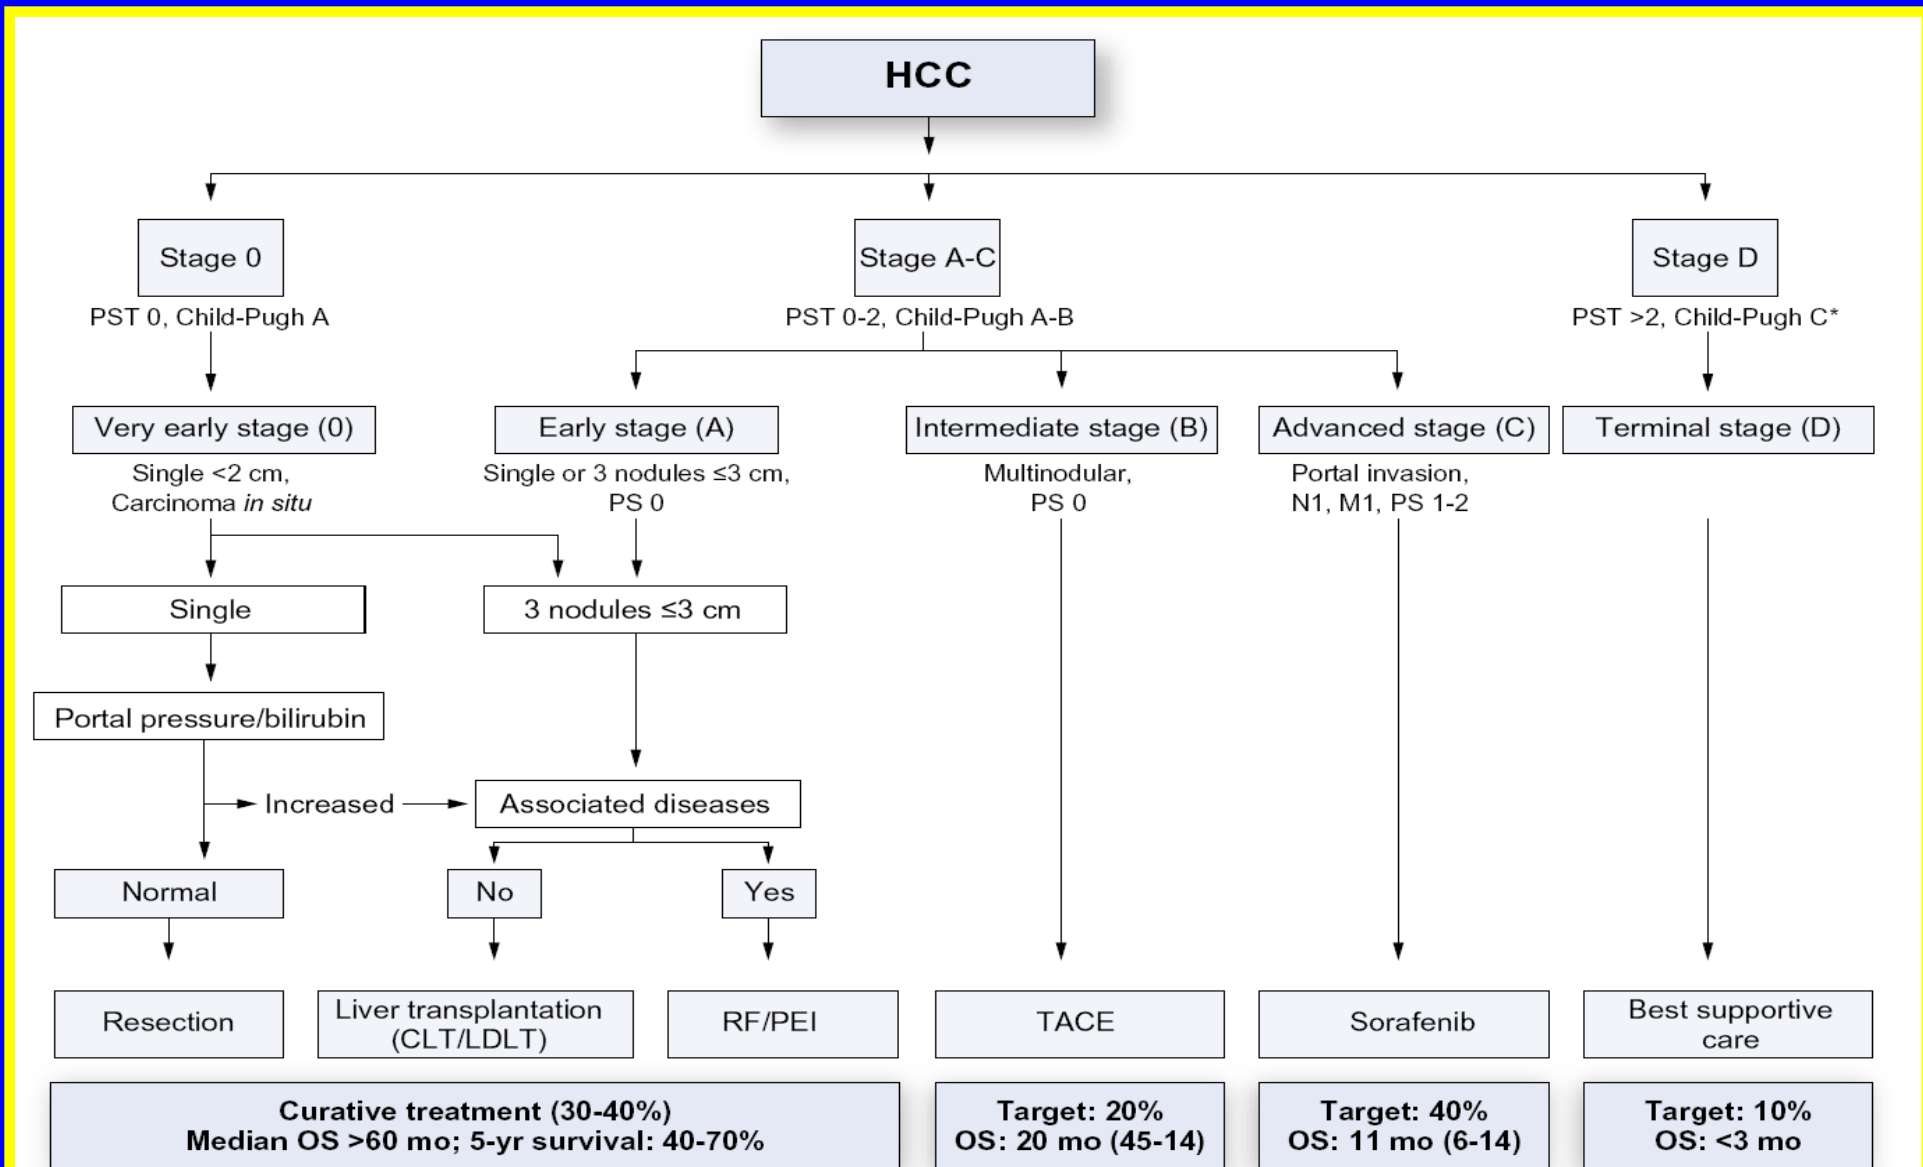 HCC
Stage 0
Stage A-C
Stage D
PST 0, Child-Pugh A
PST 0-2, Child-Pugh A-B
PST >2, Child-Pugh C*
Very early stage (0)
Early stage (A)
Intermediate stage (B)
Advanced stage (C)
Terminal stage (D)
Single <2 cm,
Carcinoma in situ
Single or 3 nodules ≤3 cm,
PS 0
Multinodular,
PS 0
Portal invasion,
N1, M1, PS 1-2
Single
3 nodules ≤3 cm
Portal pressure/bilirubin
Increased
Associated diseases
Normal
No
Yes
Resection
Liver transplantation
(CLT/LDLT)
RF/PEI
TACE
Sorafenib
Best supportive
care
Curative treatment (30-40%)
Median OS >60 mo; 5-yr survival: 40-70%
Target: 20%
OS: 20 mo (45-14)
Target: 40%
OS: 11 mo (6-14)
Target: 10%
OS: <3 mo